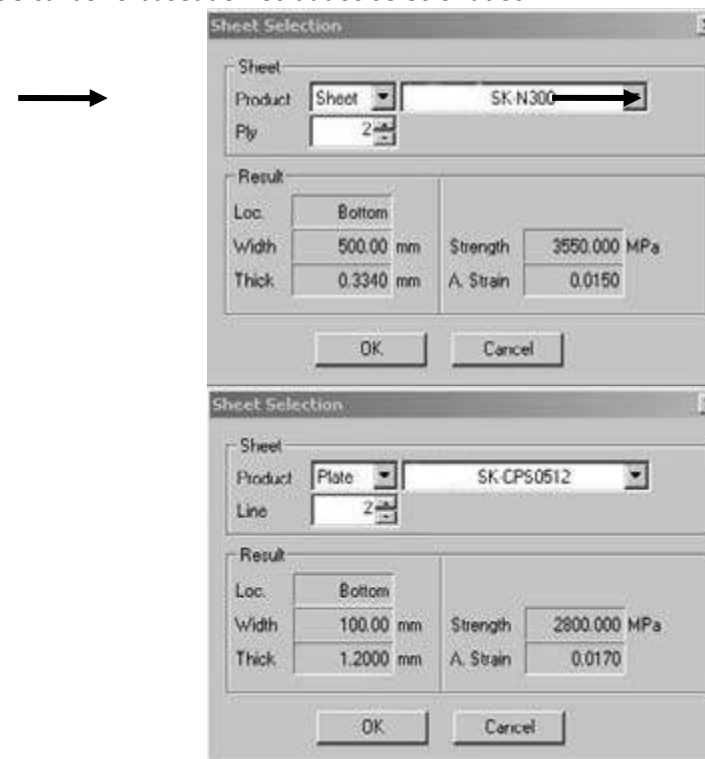 Sheet Selection
Sheet
Product Sheet SK-N300
Ply 2
Result
Loc. Bottom
Width 500.00 mm Strength 3550.000 MPa
Thick 0.3340 mm A. Strain 0.0150
OK Cancel
Sheet Selection
Sheet
Product Plate SK-CPS0512
Line 2
Result
Loc. Bottom
Width 100.00 mm Strength 2800.000 MPa
Thick 1.2000 mm A. Strain 0.0170
OK Cancel